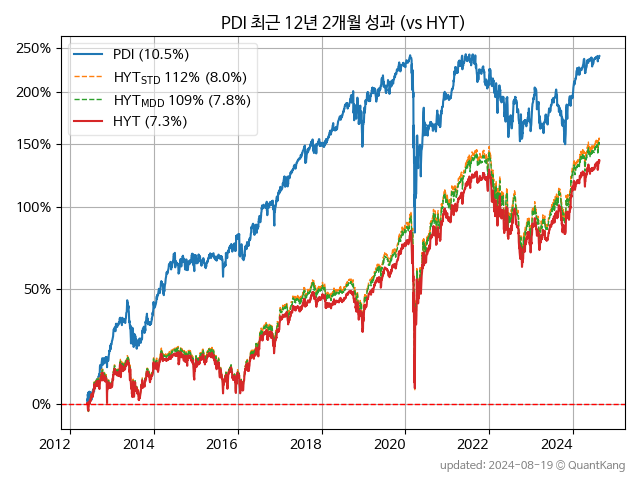 PDI 최근 12년 2개월 성과 (vs HYT)
250%
200%
150%
100%
50%
0%
PDI (10.5%)
HYTSTD 112% (8.0%)
HYTMDD 109% (7.8%)
HYT (7.3%)
2012 2014 2016 2018 2020 2022 2024
updated: 2024-08-19 © QuantKang